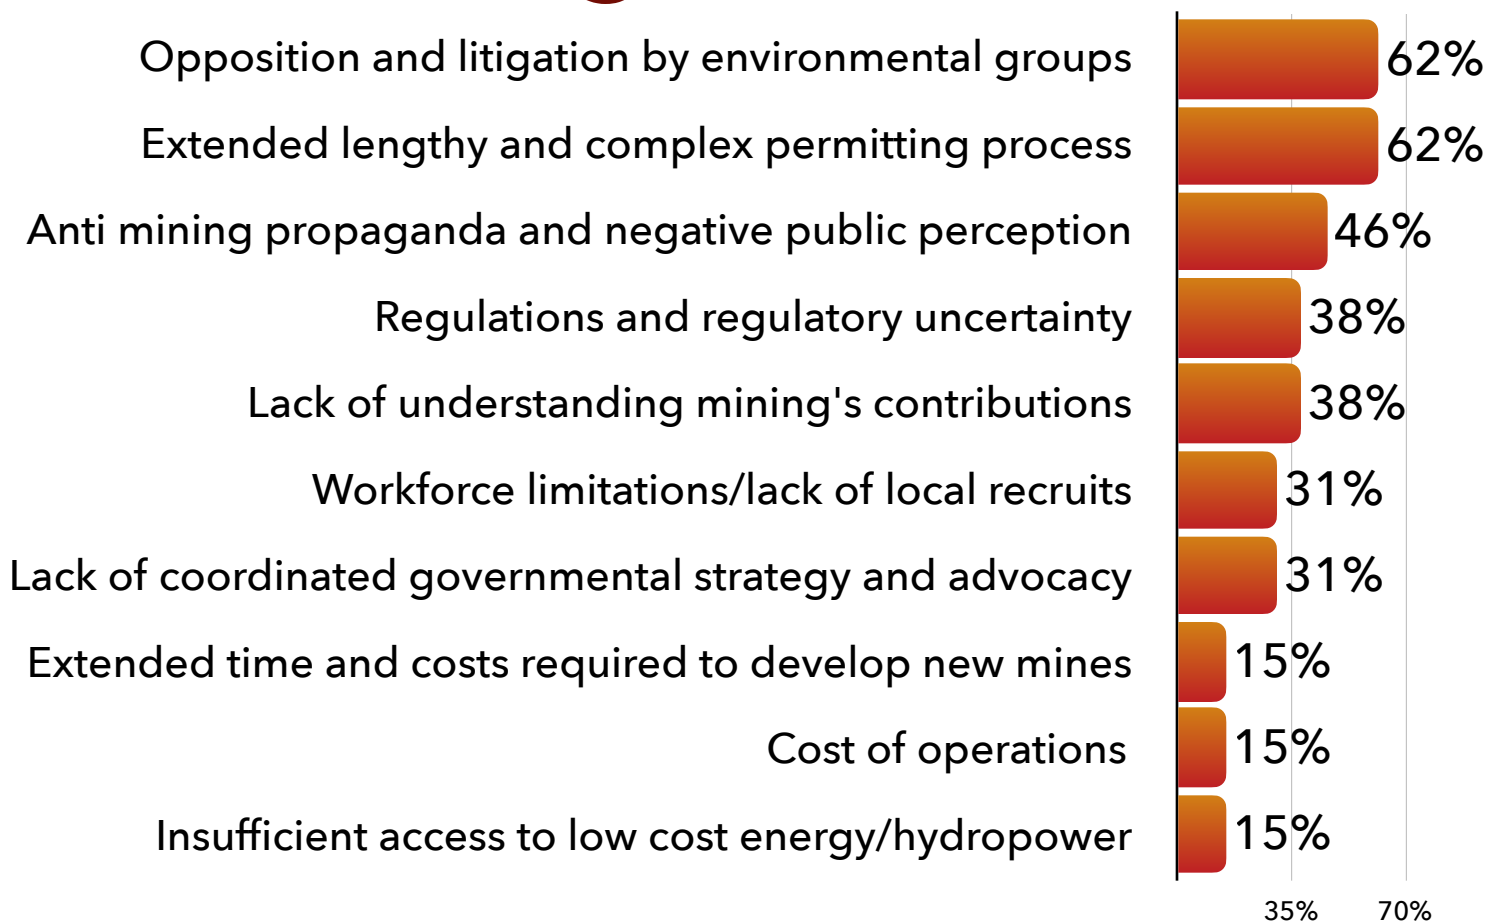 Opposition and litigation by environmental groups 62%
Extended lengthy and complex permitting process 62%
Anti mining propaganda and negative public perception 46%
Regulations and regulatory uncertainty 38%
Lack of understanding mining's contributions 38%
Workforce limitations/lack of local recruits 31%
Lack of coordinated governmental strategy and advocacy 31%
Extended time and costs required to develop new mines 15%
Cost of operations 15%
Insufficient access to low cost energy/hydropower 15%
35% 70%